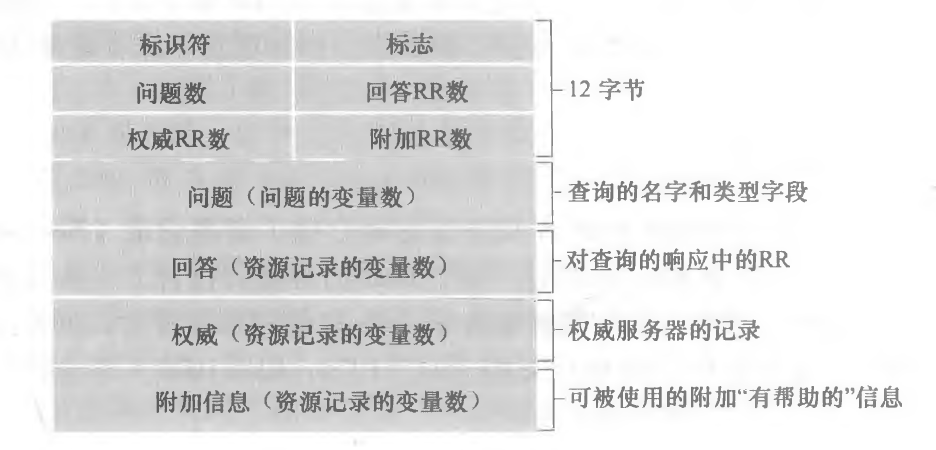 标识符 标志
问题数 回答RR数 12 字节
权威RR数 附加RR数
问题（问题的变量数） 查询的名字和类型字段
回答（资源记录的变量数） 对查询的响应中的RR
权威（资源记录的变量数） 权威服务器的记录
附加信息（资源记录的变量数） 可被使用的附加“有帮助的”信息